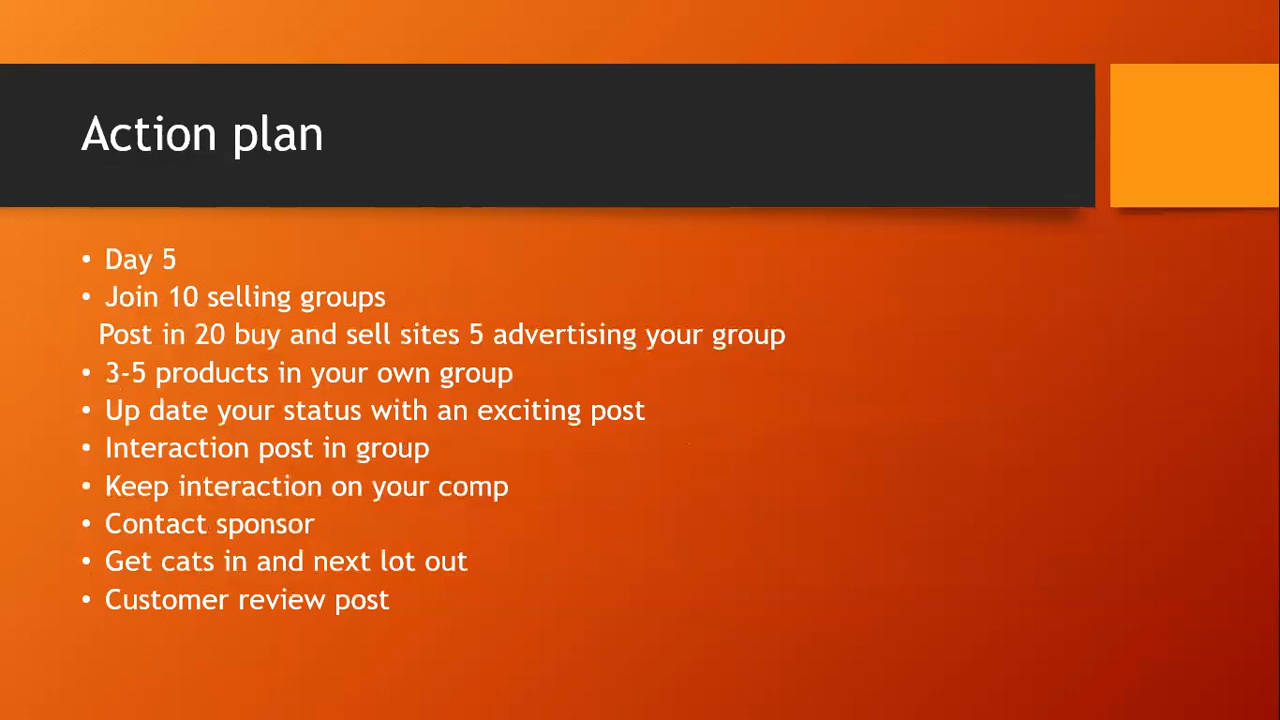 Action plan
• Day 5
• Join 10 selling groups
Post in 20 buy and sell sites 5 advertising your group
• 3-5 products in your own group
• Up date your status with an exciting post
• Interaction post in group
• Keep interaction on your comp
• Contact sponsor
• Get cats in and next lot out
• Customer review post